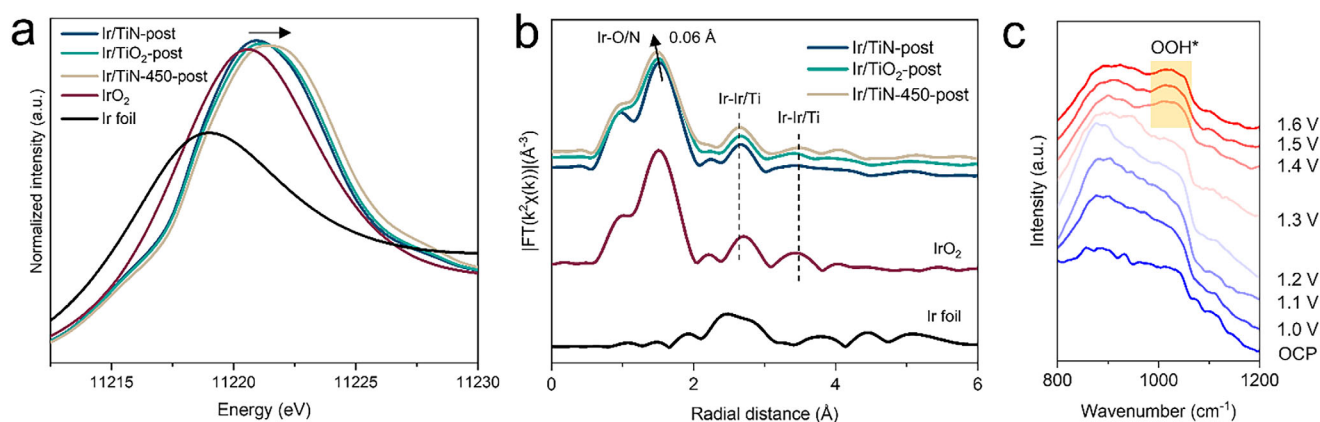 a
Ir/TiN-post
Ir/TiO₂-post
Ir/TiN-450-post
IrO₂
Ir foil
Normalized intensity (a.u.)
11215
11220
11225
11230
Energy (eV)
b
Ir-O/N
0.06 Å
Ir/TiN-post
Ir/TiO₂-post
Ir/TiN-450-post
Ir-Ir/Ti
Ir-Ir/Ti
IrO₂
Ir foil
|FT(k²χ(k))|(Å⁻³)
0
2
4
6
Radial distance (Å)
c
OOH*
1.6 V
1.5 V
1.4 V
1.3 V
1.2 V
1.1 V
1.0 V
OCP
Intensity (a.u.)
800
1000
1200
Wavenumber (cm⁻¹)